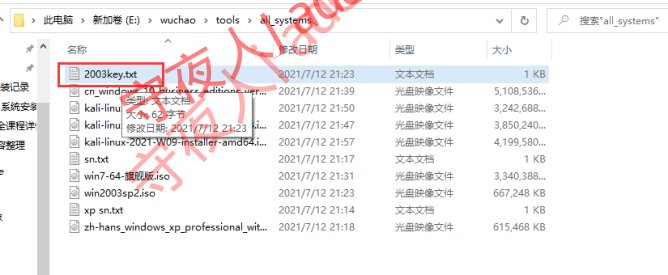 此电脑 > 新加卷 (E:) > wuchao > tools > all_systems
搜索"all_systems"
名称 修改日期 类型 大小
2003key.txt 2021/7/12 21:23 文本文档 1 KB
cn_windows_10_business_editions_ver... 2021/7/12 21:39 光盘映像文件 5,108,536...
kali-linux 2021/7/12 21:50 光盘映像文件 3,242,688...
kali-linux 2021/7/12 21:47 光盘映像文件 3,850,240...
kali-linux-2021-W09-installer-amd64.i... 2021/7/12 21:57 光盘映像文件 4,199,580...
sn.txt 2021/7/12 21:17 文本文档 1 KB
win7-64-旗舰版.iso 2021/7/12 21:31 光盘映像文件 3,340,388...
win2003sp2.iso 2021/7/12 21:23 光盘映像文件 667,248 KB
xp sn.txt 2021/7/12 21:14 文本文档 1 KB
zh-hans_windows_xp_professional_wit... 2021/7/12 21:18 光盘映像文件 615,468 KB
类型: 文本文档
大小: 62 字节
修改日期: 2021/7/12 21:23
装记录
系统安装
全课程详
容整理
守夜人
守夜人